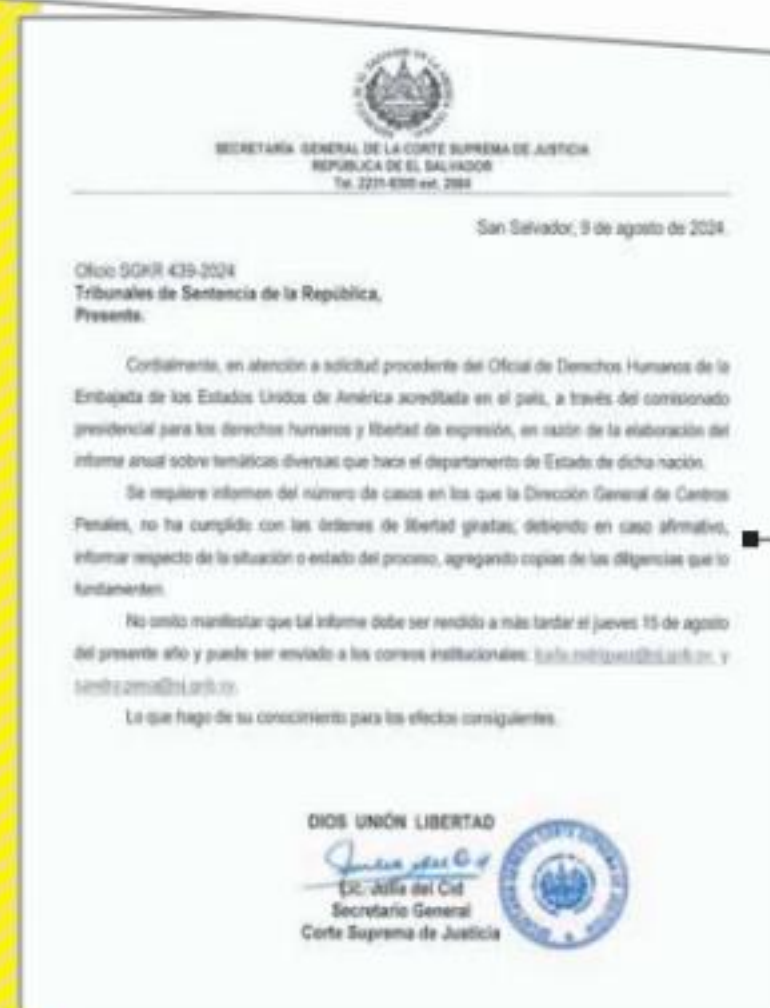 SECRETARÍA GENERAL DE LA CORTE SUPREMA DE JUSTICIA
REPÚBLICA DE EL SALVADOR
Tel. 2231-8300 ext.
San Salvador, 9 de agosto de 2024.
Oficio SGKR 439-2024
Tribunales de Sentencia de la República,
Presente.
Cordialmente, en atención a solicitud procedente del Oficial de Derechos Humanos de la
Embajada de los Estados Unidos de América acreditada en el país, a través del comisionado
presidencial para los derechos humanos y libertad de expresión, en razón de la elaboración del
informe anual sobre temáticas diversas que hace el departamento de Estado de dicha nación.
Se requiere informen del número de casos en los que la Dirección General de Centros
Penales, no ha cumplido con las órdenes de libertad giradas; debiendo en caso afirmativo,
informar respecto de la situación o estado del proceso, agregando copias de las diligencias que lo
fundamenten.
No omito manifestar que tal informe debe ser rendido a más tardar el jueves 15 de agosto
del presente año y puede ser enviado a los correos institucionales: y
Lo que hago de su conocimiento para los efectos consiguientes.
DIOS UNIÓN LIBERTAD
Lic. Julia del Cid
Secretario General
Corte Suprema de Justicia